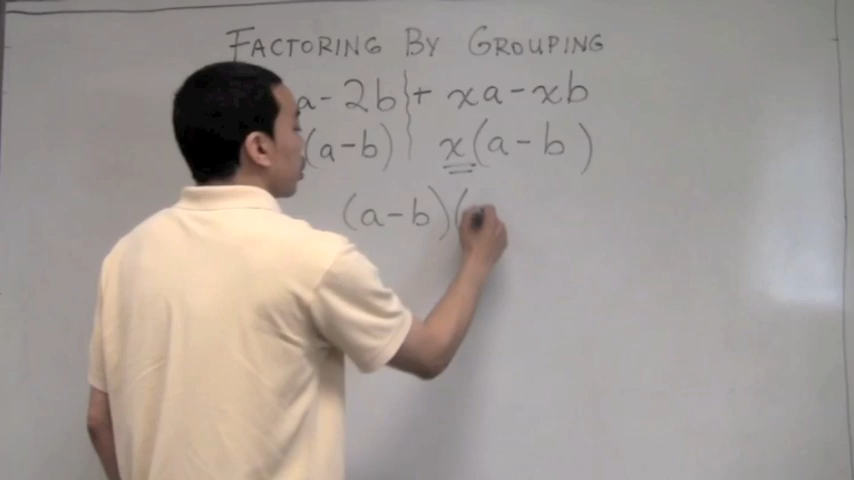 FACTORING BY GROUPING
a - 2b + xa - xb
(a - b) x(a - b)
(a - b)(